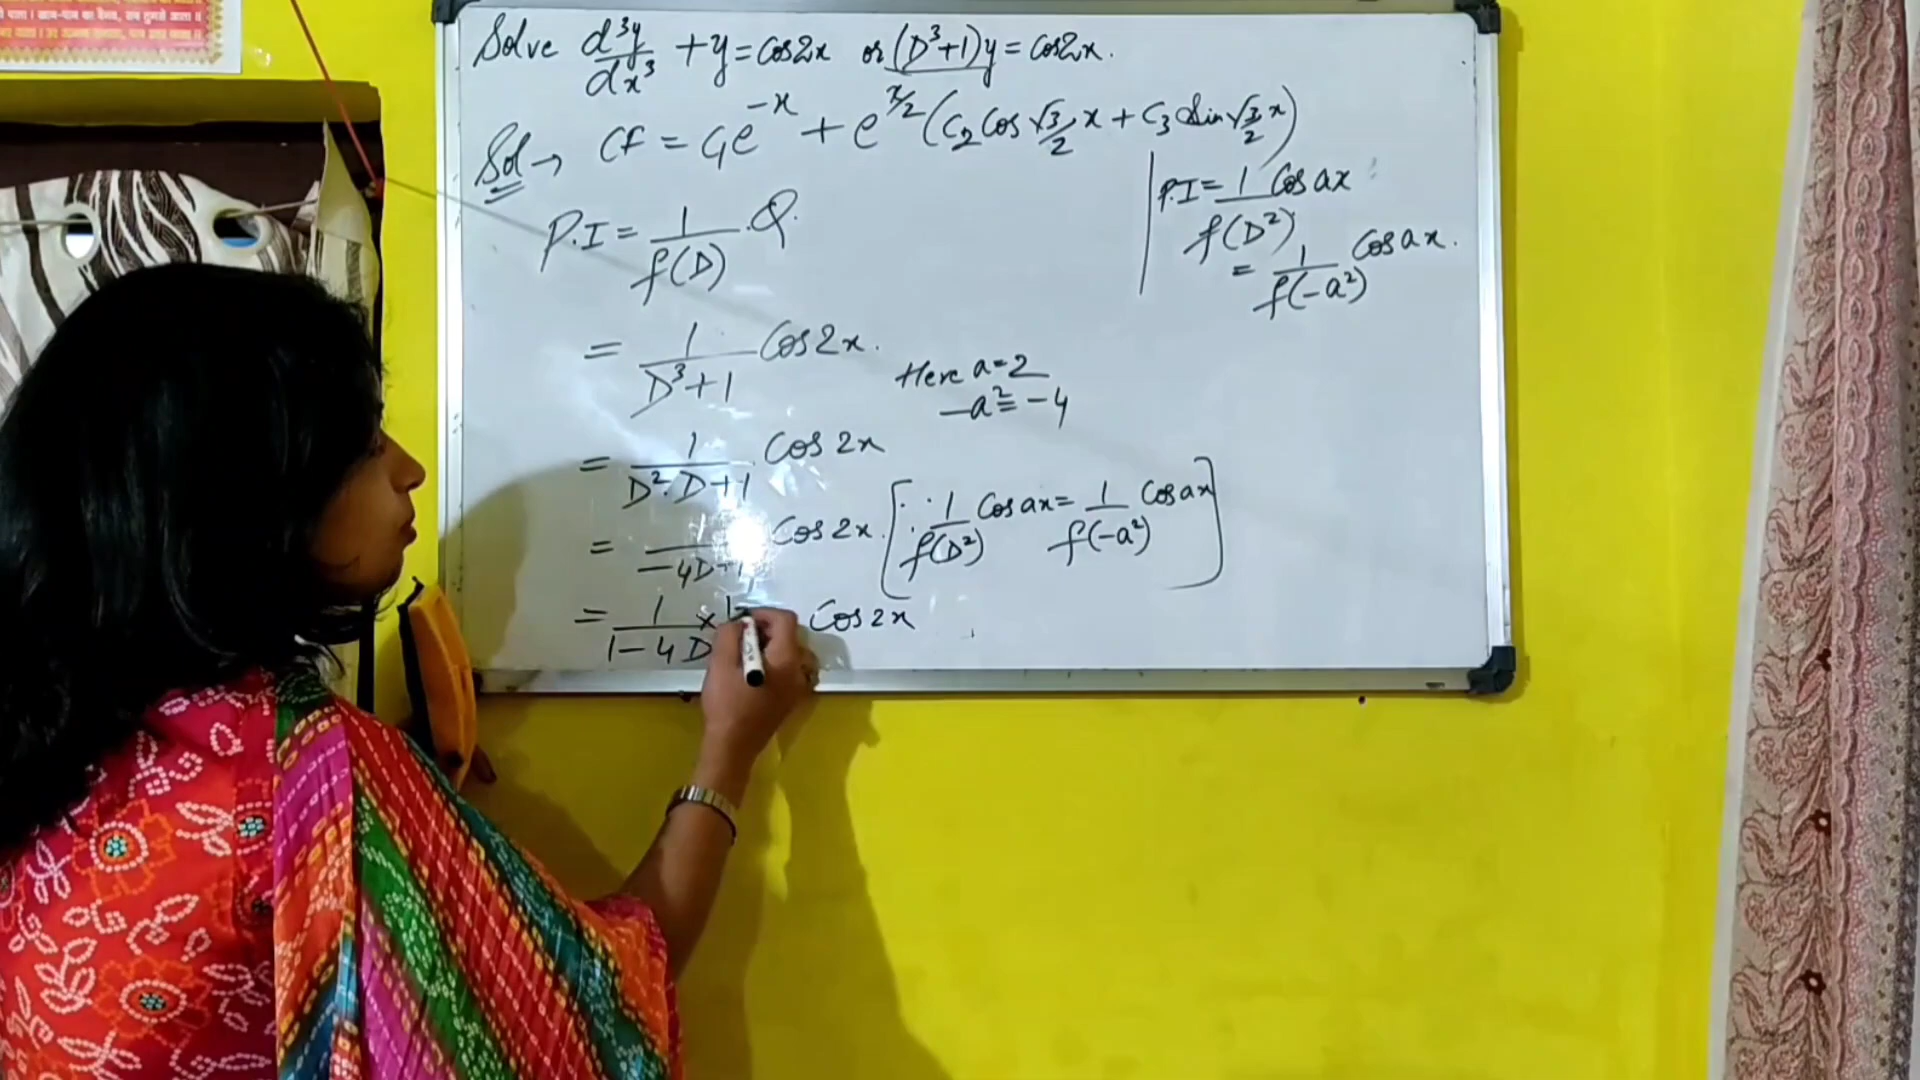 Solve d³y/dx³ + y = Cos2x or (D³+1)y = Cos2x.
Sol → CF = C₁e^(-x) + e^(x/2) (C₂ Cos √3/2 x + C₃ Sin √3/2 x)
P.I = 1/f(D) . Q.
P.I = 1/f(D²) Cos ax
= 1/f(-a²) Cos ax.
= 1/(D³+1) Cos 2x.
Here a = 2
-a² = -4
= 1/(D².D+1) Cos 2x
= /(-4D+1) Cos 2x. [∵ 1/f(D²) Cos ax = 1/f(-a²) Cos ax]
= 1/(1-4D) × Cos 2x